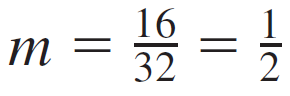 m = 16/32 = 1/2